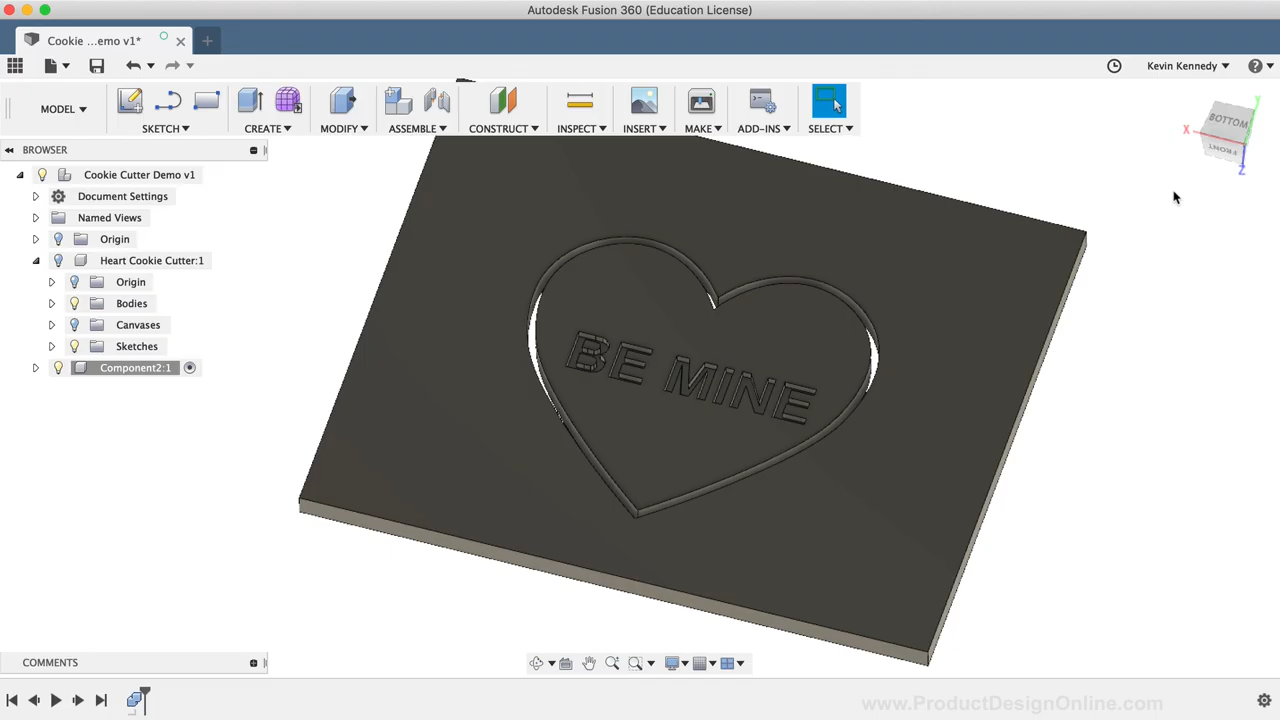 Autodesk Fusion 360 (Education License)
Cookie ...emo v1*
Kevin Kennedy
MODEL
SKETCH
CREATE
MODIFY
ASSEMBLE
CONSTRUCT
INSPECT
INSERT
MAKE
ADD-INS
SELECT
BOTTOM
FRONT
X
Y
Z
BROWSER
Cookie Cutter Demo v1
Document Settings
Named Views
Origin
Heart Cookie Cutter:1
Origin
Bodies
Canvases
Sketches
Component2:1
BE MINE
COMMENTS
www.ProductDesignOnline.com